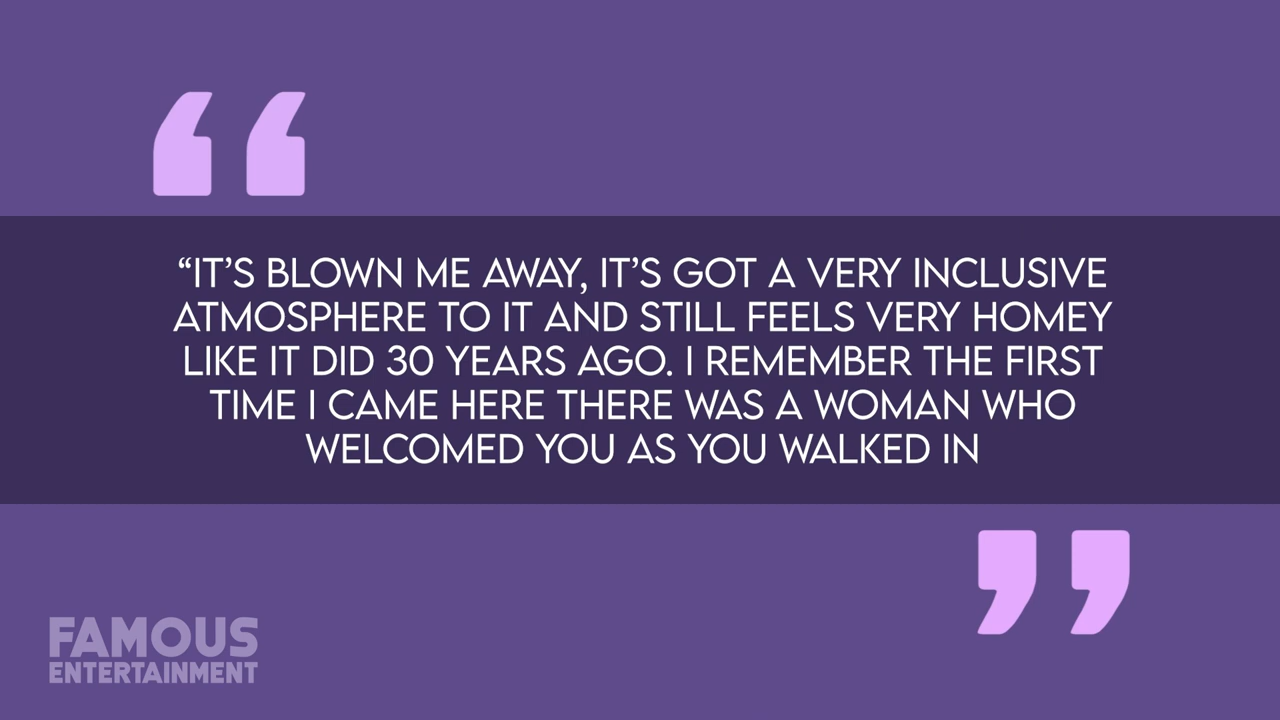 “IT’S BLOWN ME AWAY, IT’S GOT A VERY INCLUSIVE
ATMOSPHERE TO IT AND STILL FEELS VERY HOMEY
LIKE IT DID 30 YEARS AGO. I REMEMBER THE FIRST
TIME I CAME HERE THERE WAS A WOMAN WHO
WELCOMED YOU AS YOU WALKED IN
FAMOUS
ENTERTAINMENT